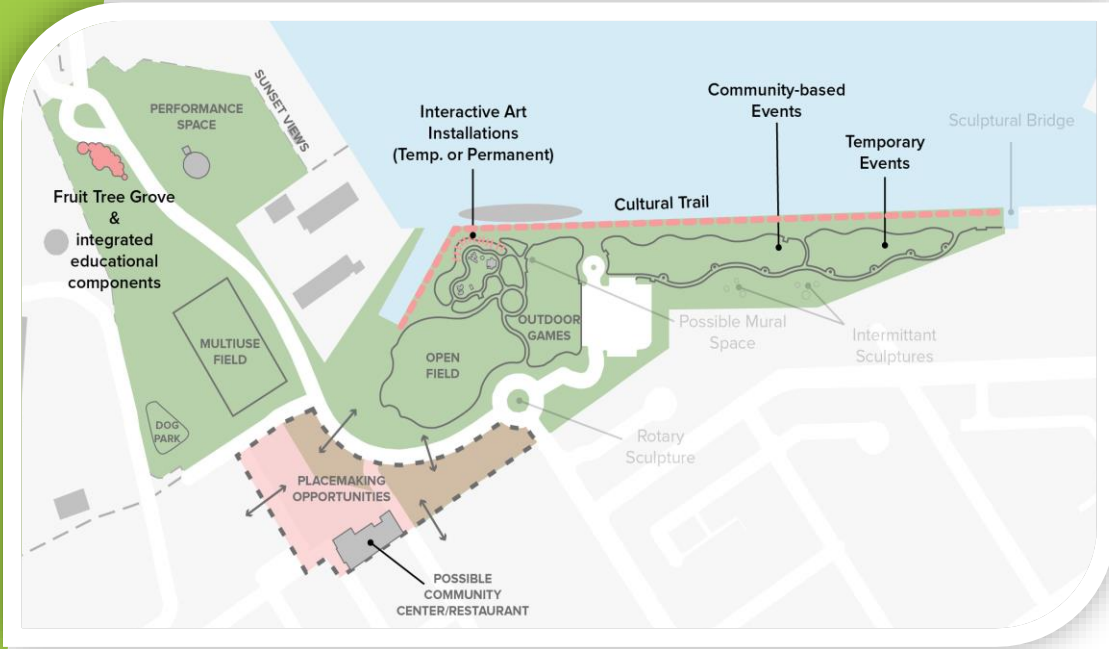 PERFORMANCE
SPACE
SUNSET VIEWS
Interactive Art
Installations
(Temp. or Permanent)
Community-based
Events
Temporary
Events
Sculptural Bridge
Fruit Tree Grove
&
integrated
educational
components
Cultural Trail
MULTIUSE
FIELD
OPEN
FIELD
OUTDOOR
GAMES
Possible Mural
Space
Intermittant
Sculptures
DOG
PARK
Rotary
Sculpture
PLACEMAKING
OPPORTUNITIES
POSSIBLE
COMMUNITY
CENTER/RESTAURANT